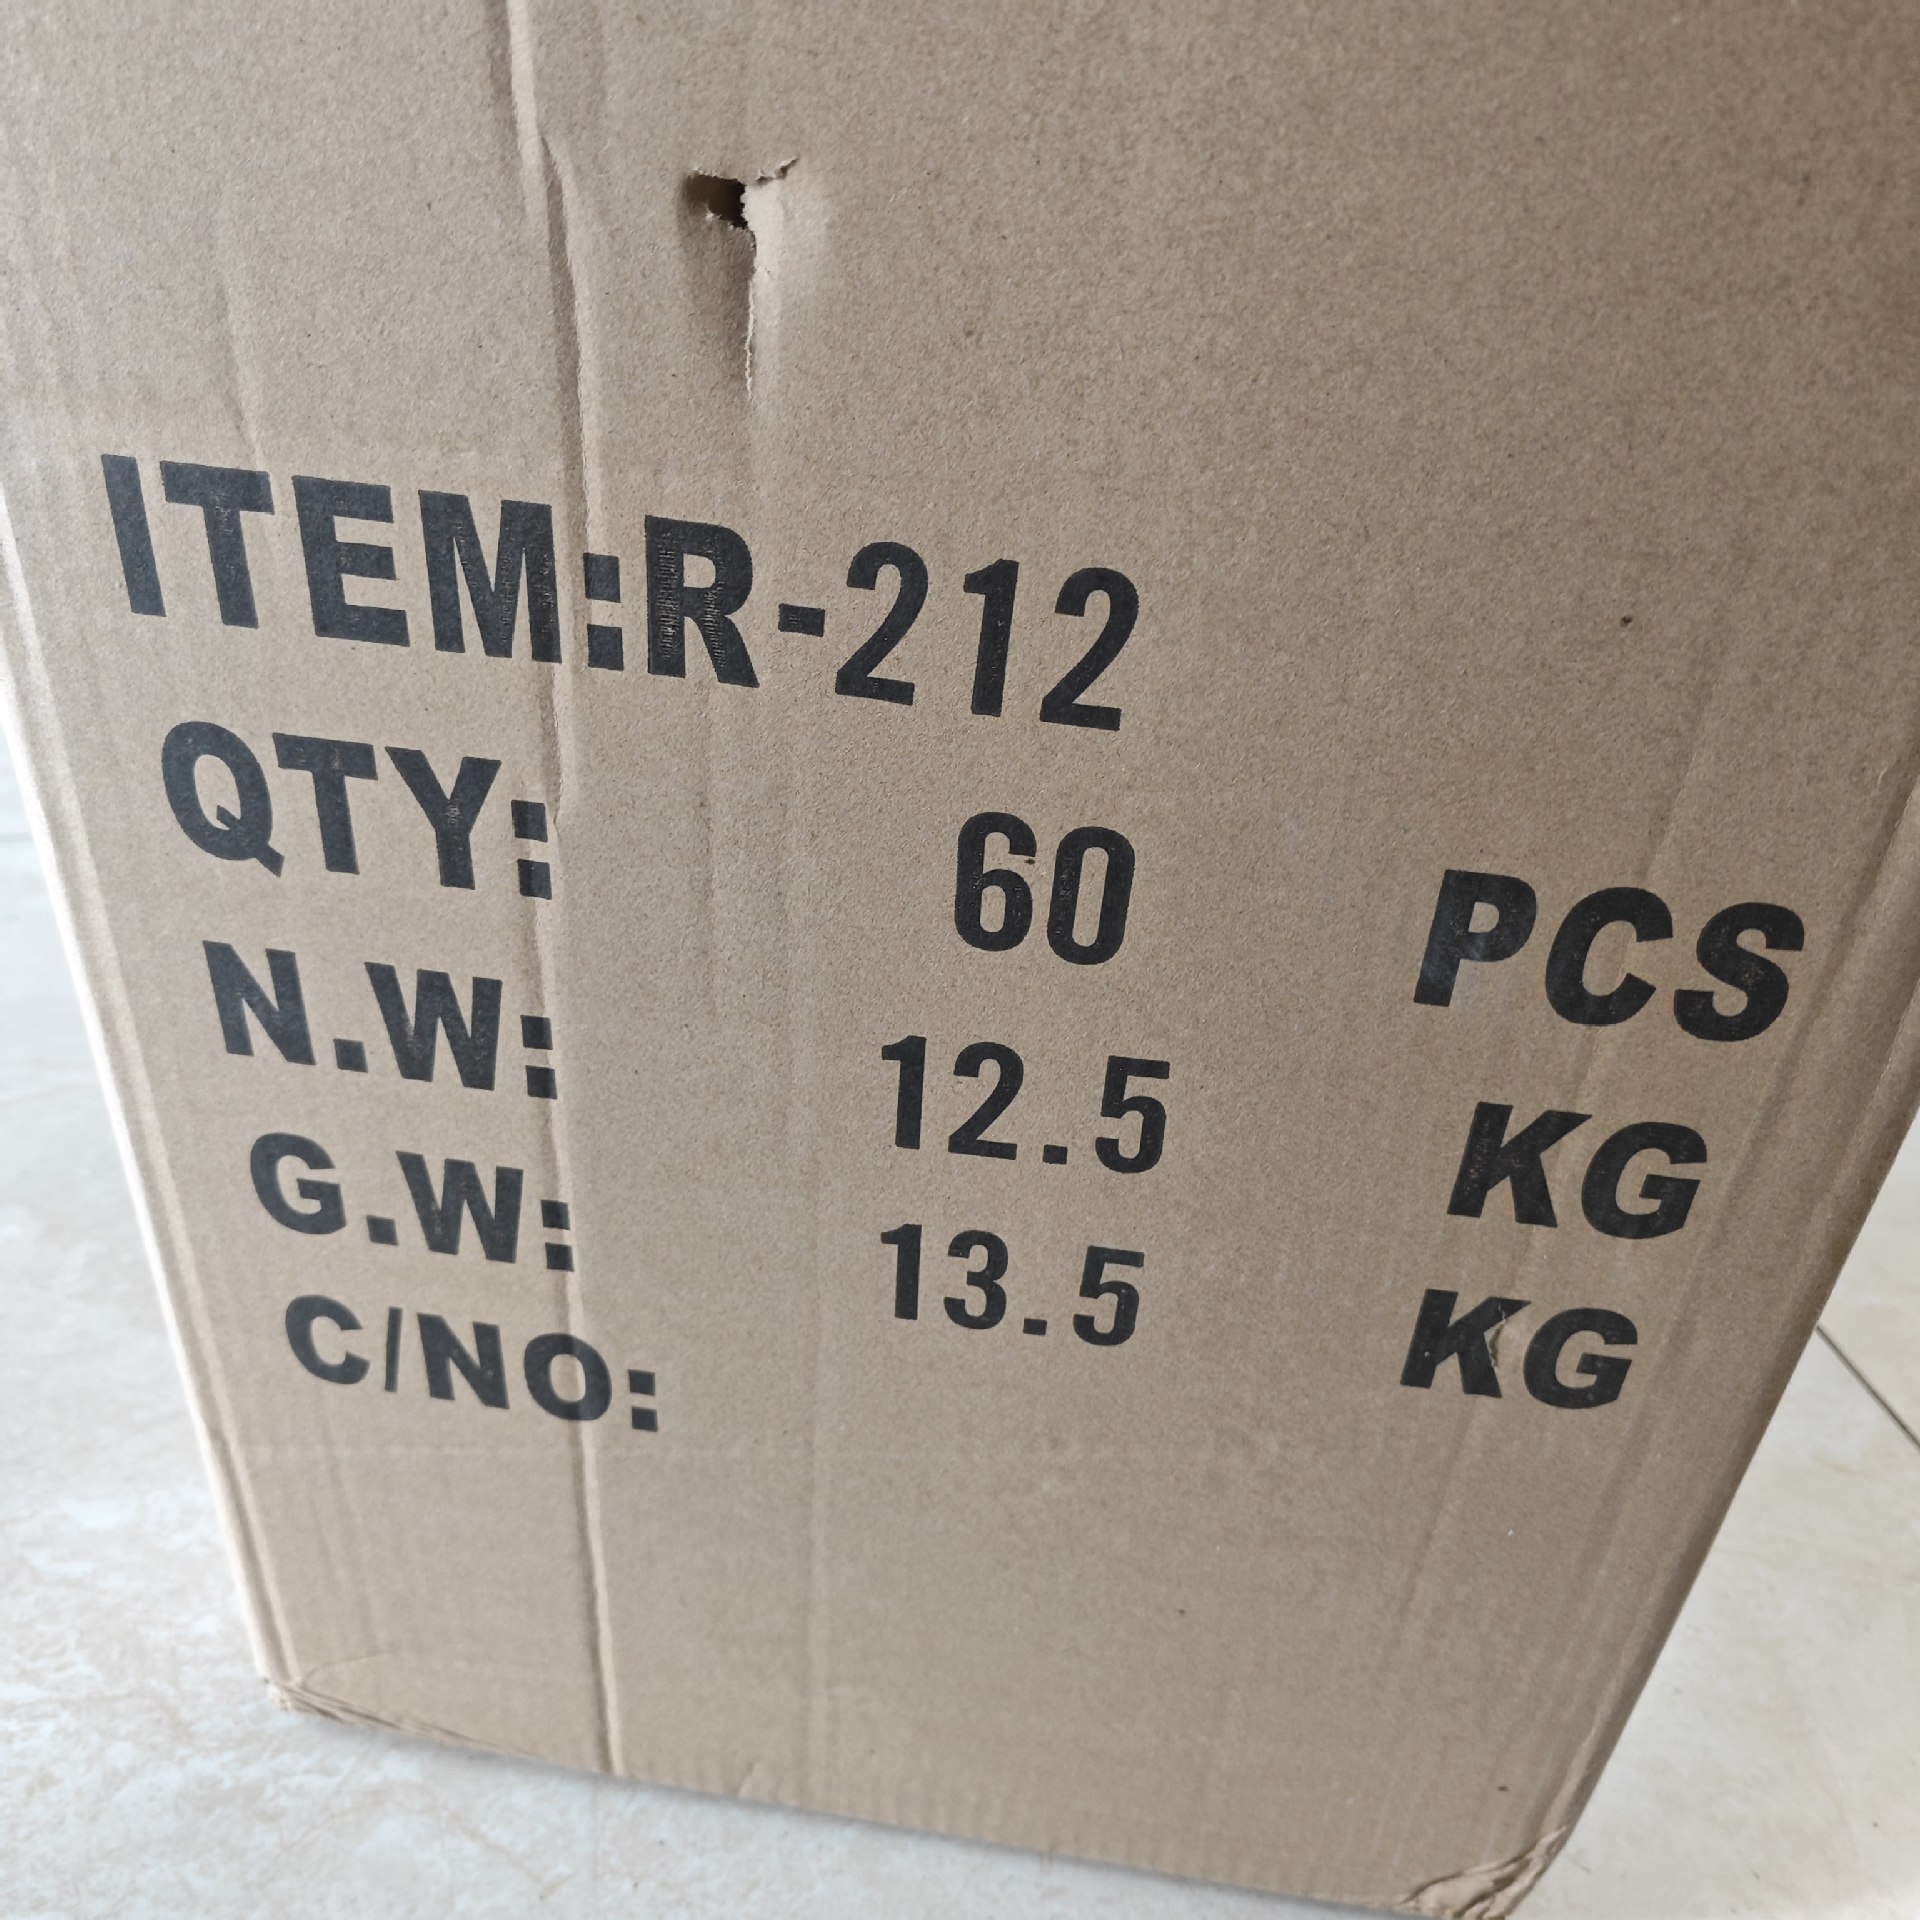 ITEM:R-212
QTY: 60 PCS
N.W: 12.5 KG
G.W: 13.5 KG
C/NO: